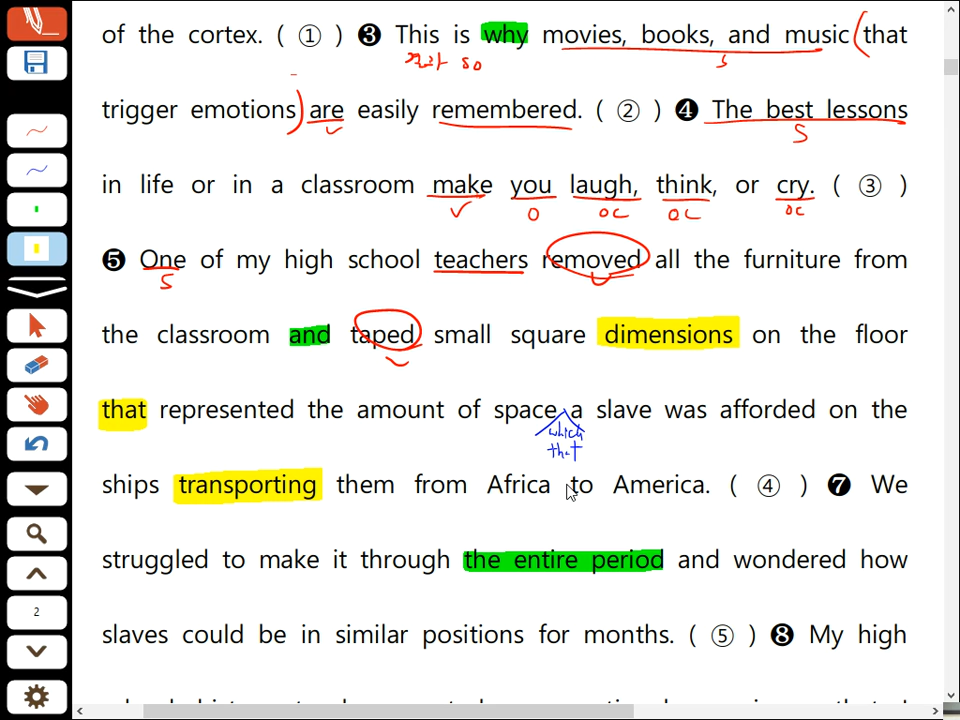 of the cortex. ( ① ) ❸ This is why movies, books, and music (that
결과 so S
trigger emotions) are easily remembered. ( ② ) ❹ The best lessons
V S
in life or in a classroom make you laugh, think, or cry. ( ③ )
V O OC OC OC
❺ One of my high school teachers removed all the furniture from
S V
the classroom and taped small square dimensions on the floor
V
that represented the amount of space a slave was afforded on the
which
that
ships transporting them from Africa to America. ( ④ ) ❼ We
struggled to make it through the entire period and wondered how
2
slaves could be in similar positions for months. ( ⑤ ) ❽ My high